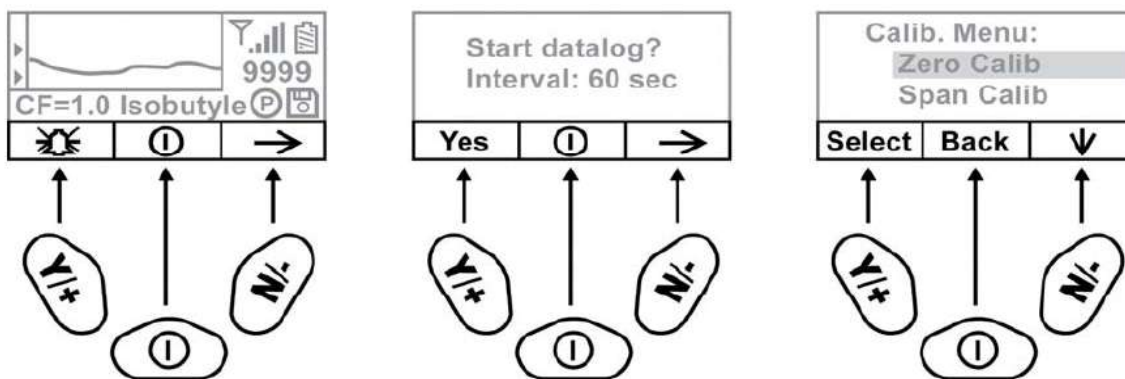 9999
CF=1.0 Isobutyle P
Y/+
N/-
Start datalog?
Interval: 60 sec
Yes
Y/+
N/-
Calib. Menu:
Zero Calib
Span Calib
Select Back
Y/+
N/-